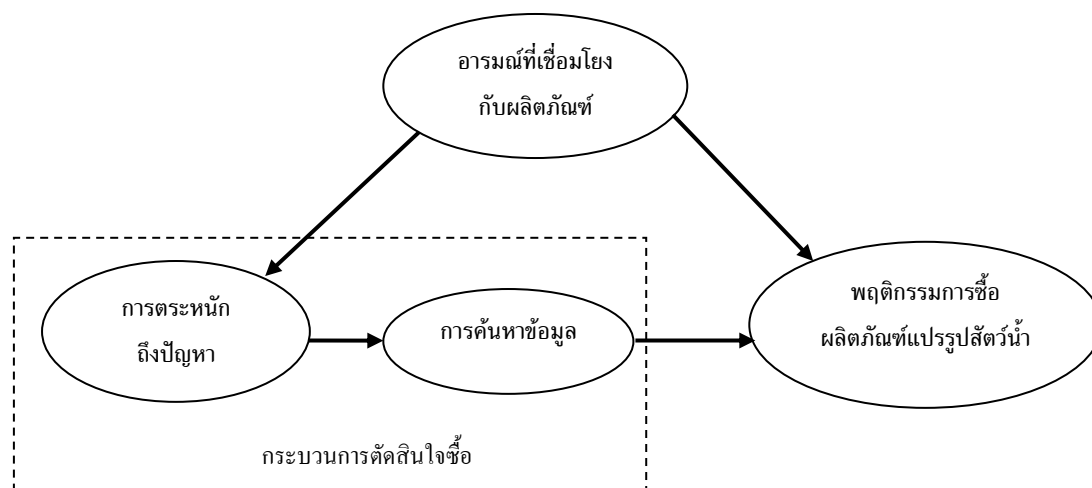 อารมณ์ที่เชื่อมโยง
กับผลิตภัณฑ์
การตระหนัก
ถึงปัญหา
การค้นหาข้อมูล
พฤติกรรมการซื้อ
ผลิตภัณฑ์แปรรูปสัตว์น้ำ
กระบวนการตัดสินใจซื้อ